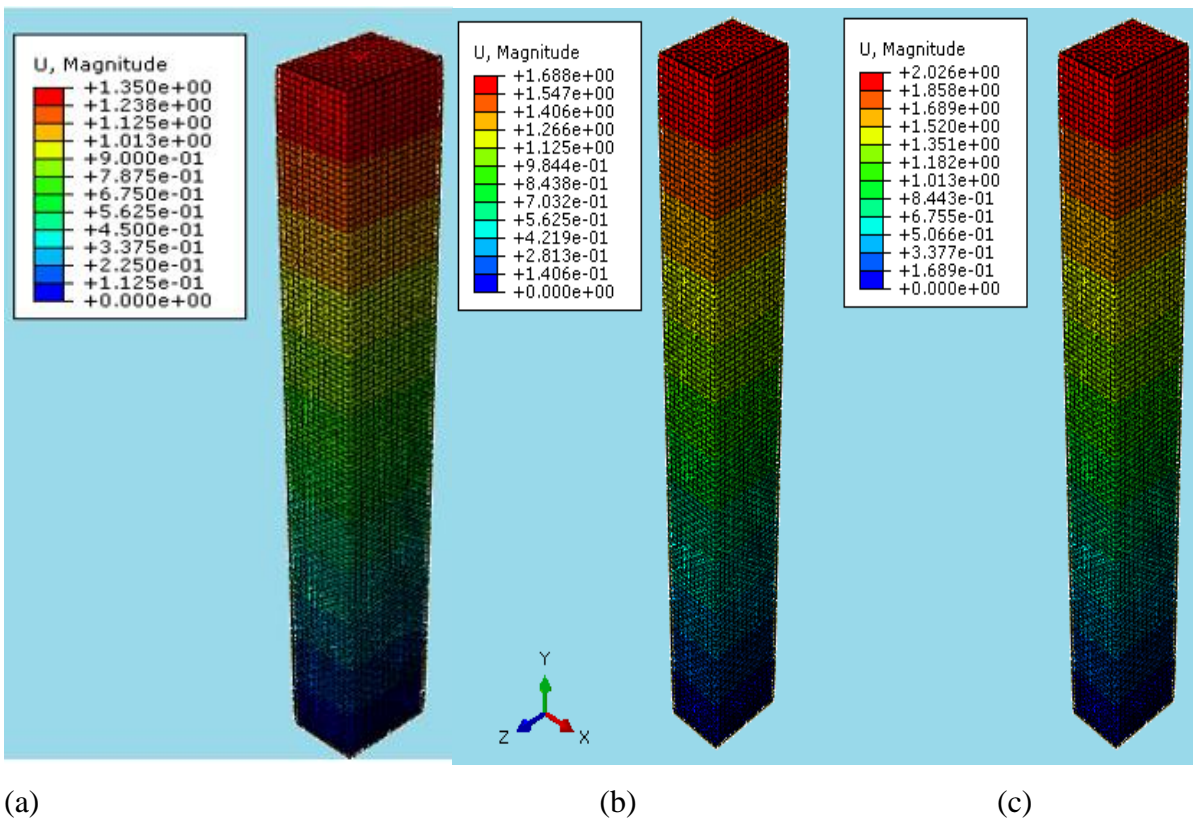 U, Magnitude
+1.350e+00
+1.238e+00
+1.125e+00
+1.013e+00
+9.000e-01
+7.875e-01
+6.750e-01
+5.625e-01
+4.500e-01
+3.375e-01
+2.250e-01
+1.125e-01
+0.000e+00
U, Magnitude
+1.688e+00
+1.547e+00
+1.406e+00
+1.266e+00
+1.125e+00
+9.844e-01
+8.438e-01
+7.032e-01
+5.625e-01
+4.219e-01
+2.813e-01
+1.406e-01
+0.000e+00
U, Magnitude
+2.026e+00
+1.858e+00
+1.689e+00
+1.520e+00
+1.351e+00
+1.182e+00
+1.013e+00
+8.443e-01
+6.755e-01
+5.066e-01
+3.377e-01
+1.689e-01
+0.000e+00
Y
Z X
(a) (b) (c)